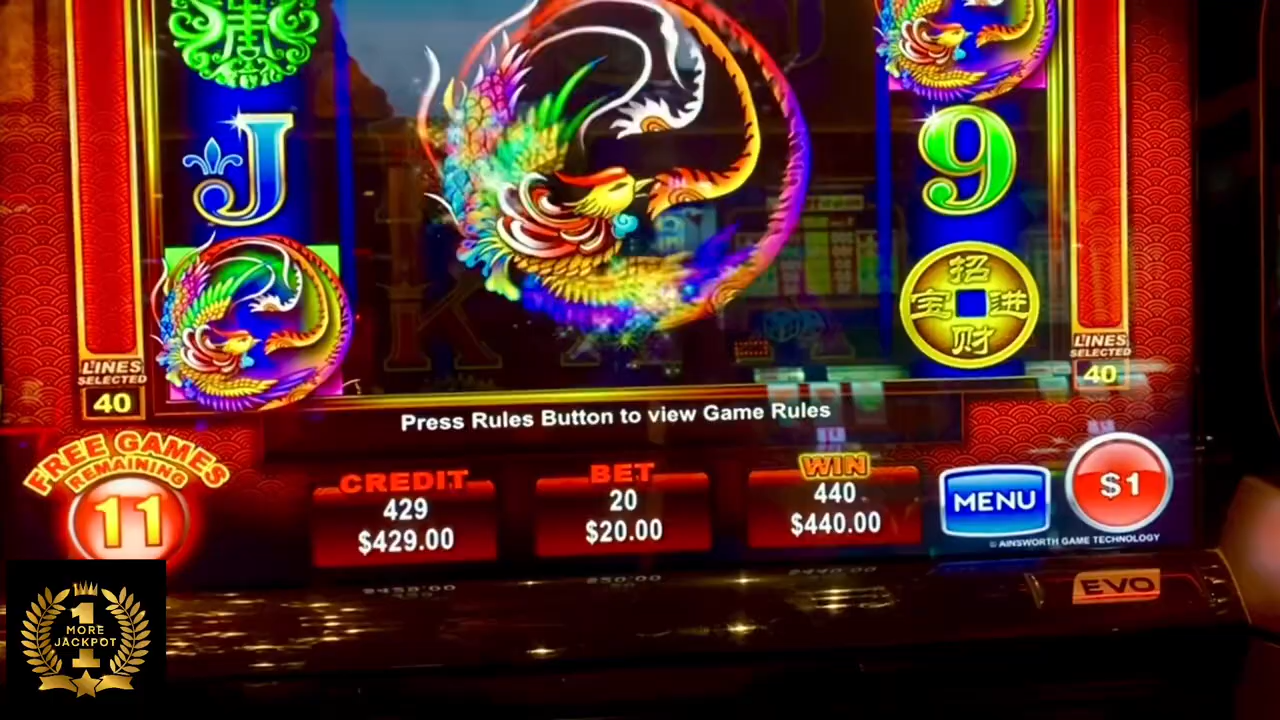 J
9
招
宝 进
财
LINES
SELECTED
40
LINES
SELECTED
40
Press Rules Button to view Game Rules
FREE GAMES
REMAINING
11
CREDIT
429
$429.00
BET
20
$20.00
WIN
440
$440.00
MENU
$1
© AINSWORTH GAME TECHNOLOGY
EVO
1
MORE
JACKPOT